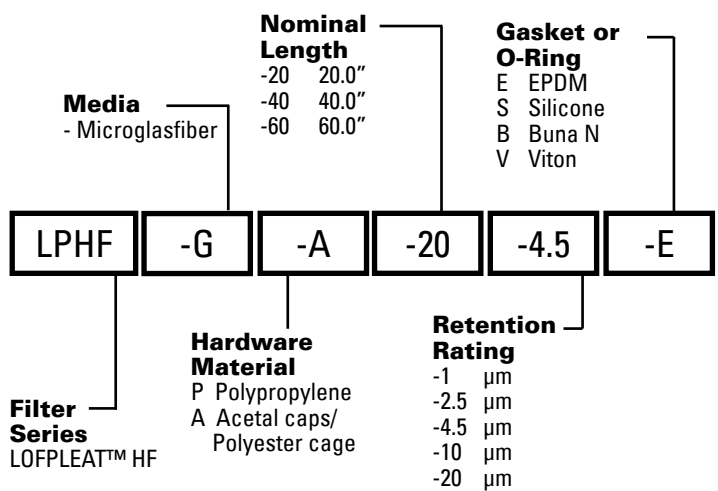 Nominal
Length
-20 20.0”
-40 40.0”
-60 60.0”
Gasket or
O-Ring
E EPDM
S Silicone
B Buna N
V Viton
Media
- Microglasfiber
LPHF -G -A -20 -4.5 -E
Hardware
Material
P Polypropylene
A Acetal caps/
Polyester cage
Retention
Rating
-1 µm
-2.5 µm
-4.5 µm
-10 µm
-20 µm
Filter
Series
LOFPLEAT™ HF